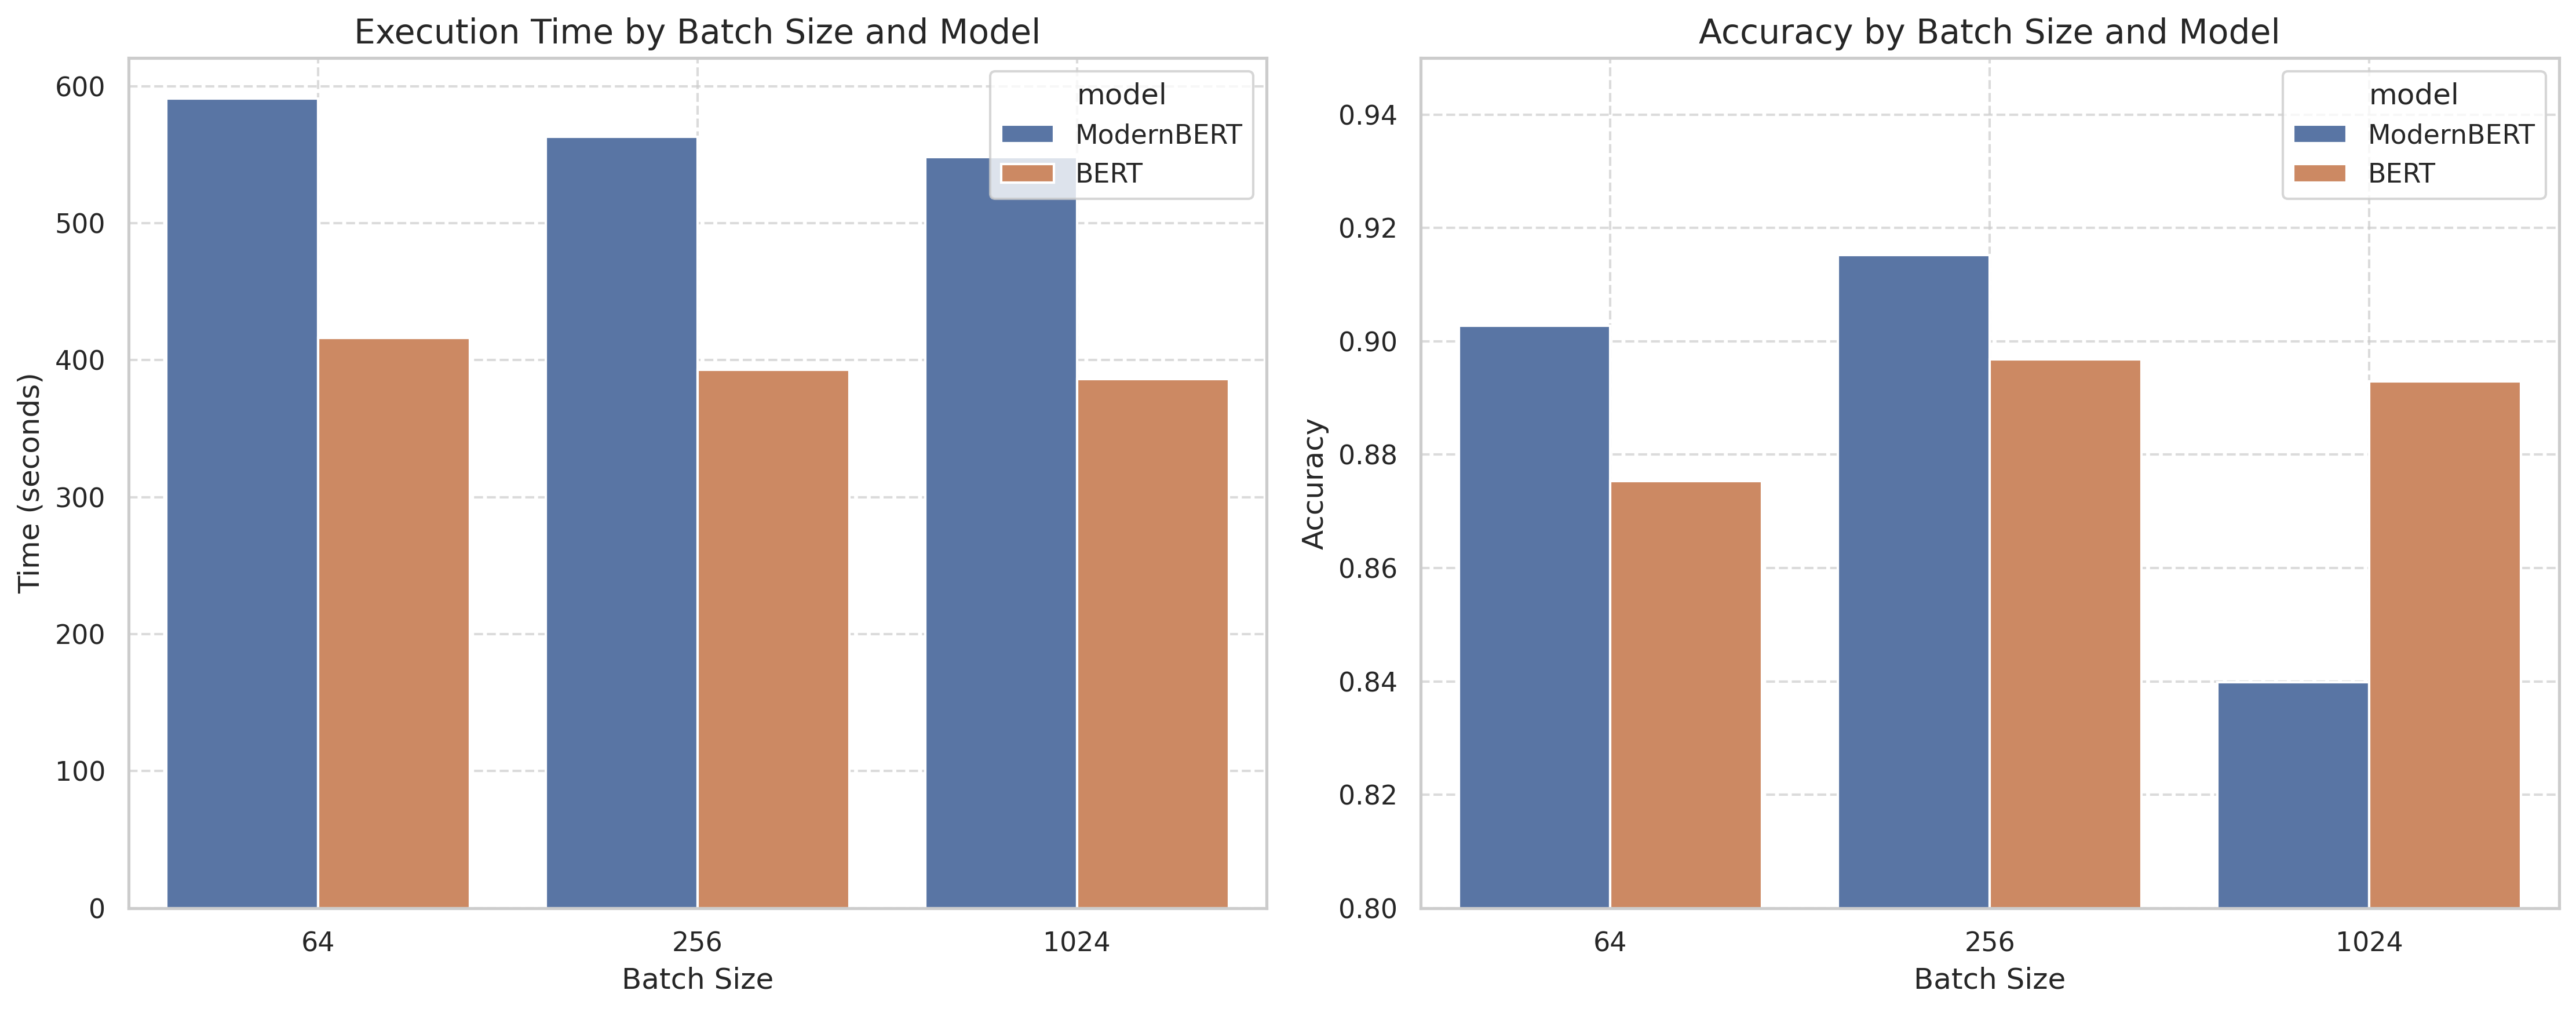 Execution Time by Batch Size and Model
model
ModernBERT
BERT
600
500
400
300
200
100
0
Time (seconds)
64 256 1024
Batch Size
Accuracy by Batch Size and Model
model
ModernBERT
BERT
0.94
0.92
0.90
0.88
0.86
0.84
0.82
0.80
Accuracy
64 256 1024
Batch Size